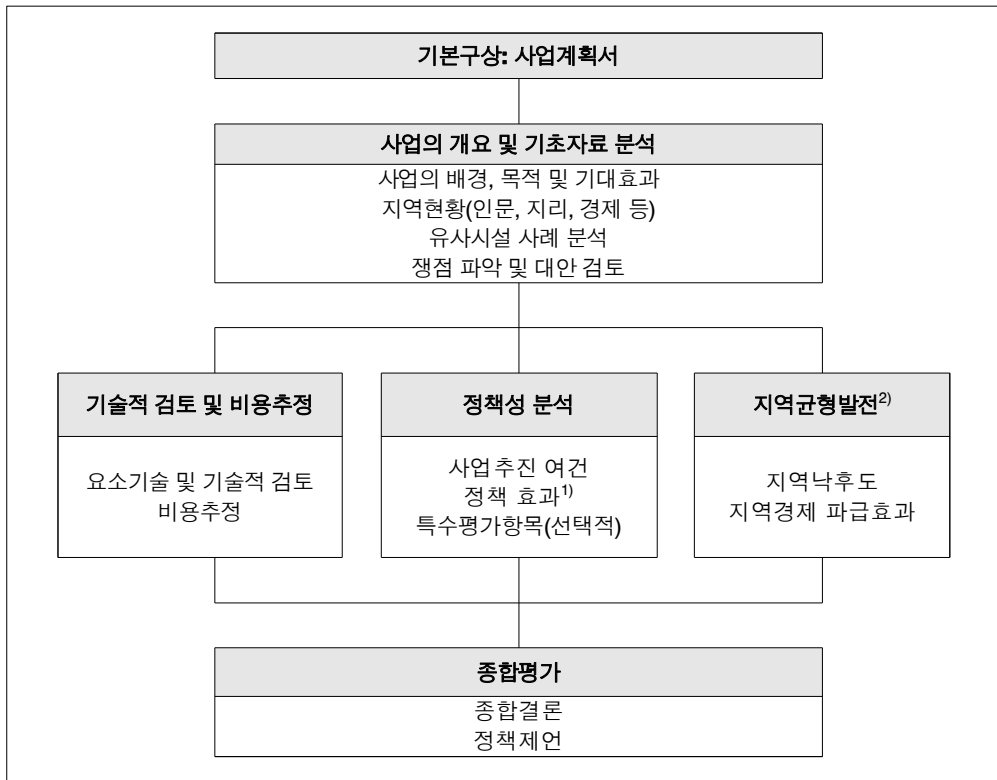 기본구상: 사업계획서
사업의 개요 및 기초자료 분석
사업의 배경, 목적 및 기대효과
지역현황(인문, 지리, 경제 등)
유사시설 사례 분석
쟁점 파악 및 대안 검토
기술적 검토 및 비용추정
요소기술 및 기술적 검토
비용추정
정책성 분석
사업추진 여건
정책 효과1)
특수평가항목(선택적)
지역균형발전2)
지역낙후도
지역경제 파급효과
종합평가
종합결론
정책제언